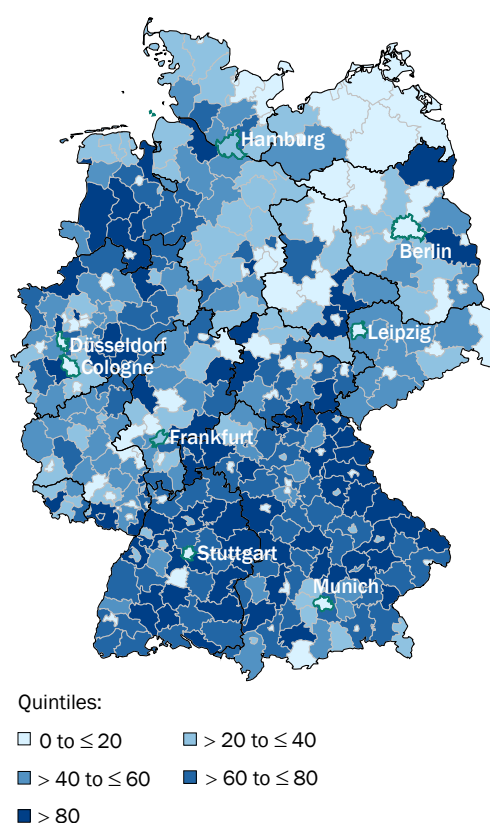 Hamburg
Berlin
Leipzig
Düsseldorf
Cologne
Frankfurt
Stuttgart
Munich
Quintiles:
0 to ≤ 20
> 20 to ≤ 40
> 40 to ≤ 60
> 60 to ≤ 80
> 80